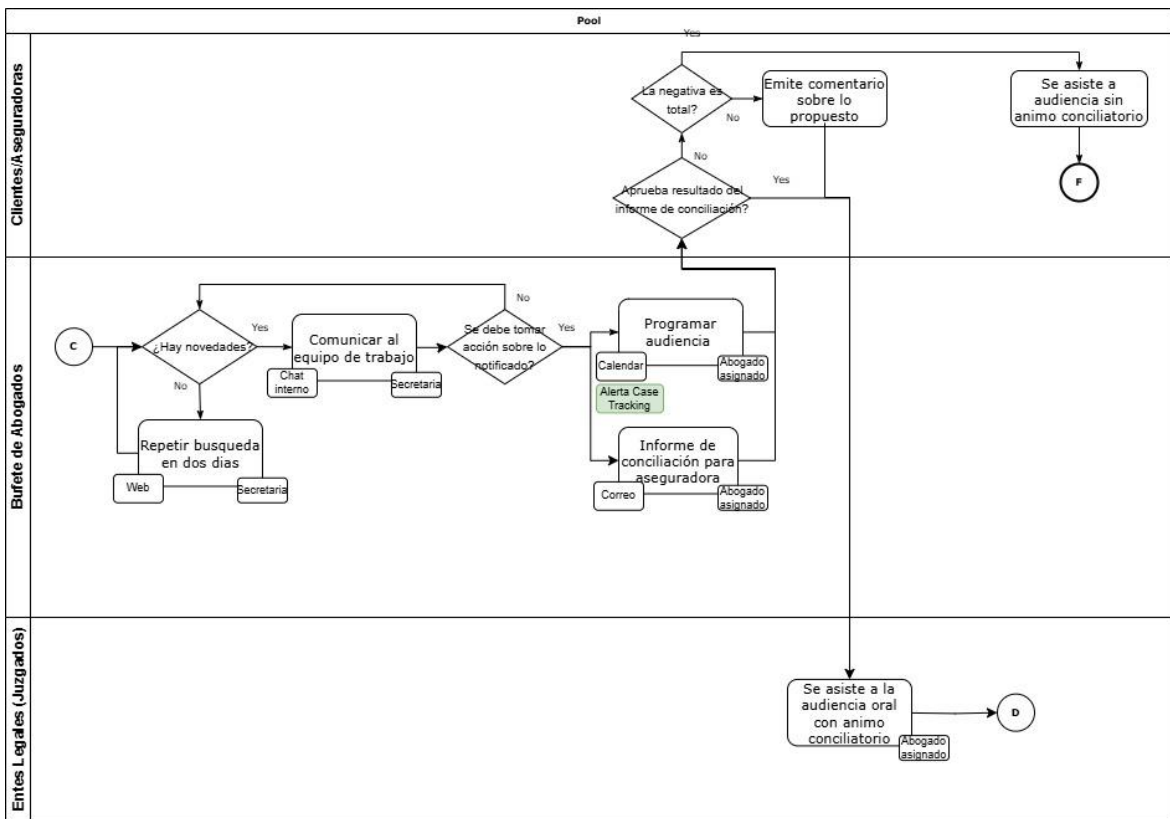 Pool
Clientes/Aseguradoras
Yes
La negativa es
total?
No
Emite comentario
sobre lo
propuesto
Se asiste a
audiencia sin
animo conciliatorio
F
No
Aprueba resultado del
informe de conciliación?
Yes
Bufete de Abogados
C
¿Hay novedades?
Yes
No
Comunicar al
equipo de trabajo
Chat
interno
Secretaria
No
Se debe tomar
acción sobre lo
notificado?
Yes
Programar
audiencia
Calendar
Abogado
asignado
Alerta Case
Tracking
Repetir busqueda
en dos dias
Web
Secretaria
Informe de
conciliación para
aseguradora
Correo
Abogado
asignado
Entes Legales (Juzgados)
Se asiste a la
audiencia oral
con animo
conciliatorio
Abogado
asignado
D